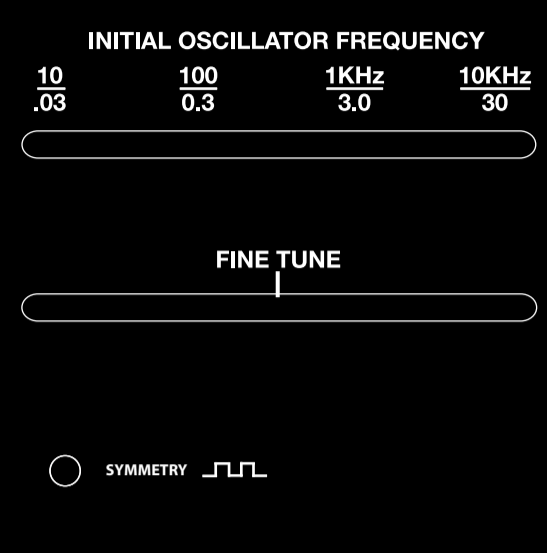 INITIAL OSCILLATOR FREQUENCY
10 100 1KHz 10KHz
.03 0.3 3.0 30
FINE TUNE
SYMMETRY